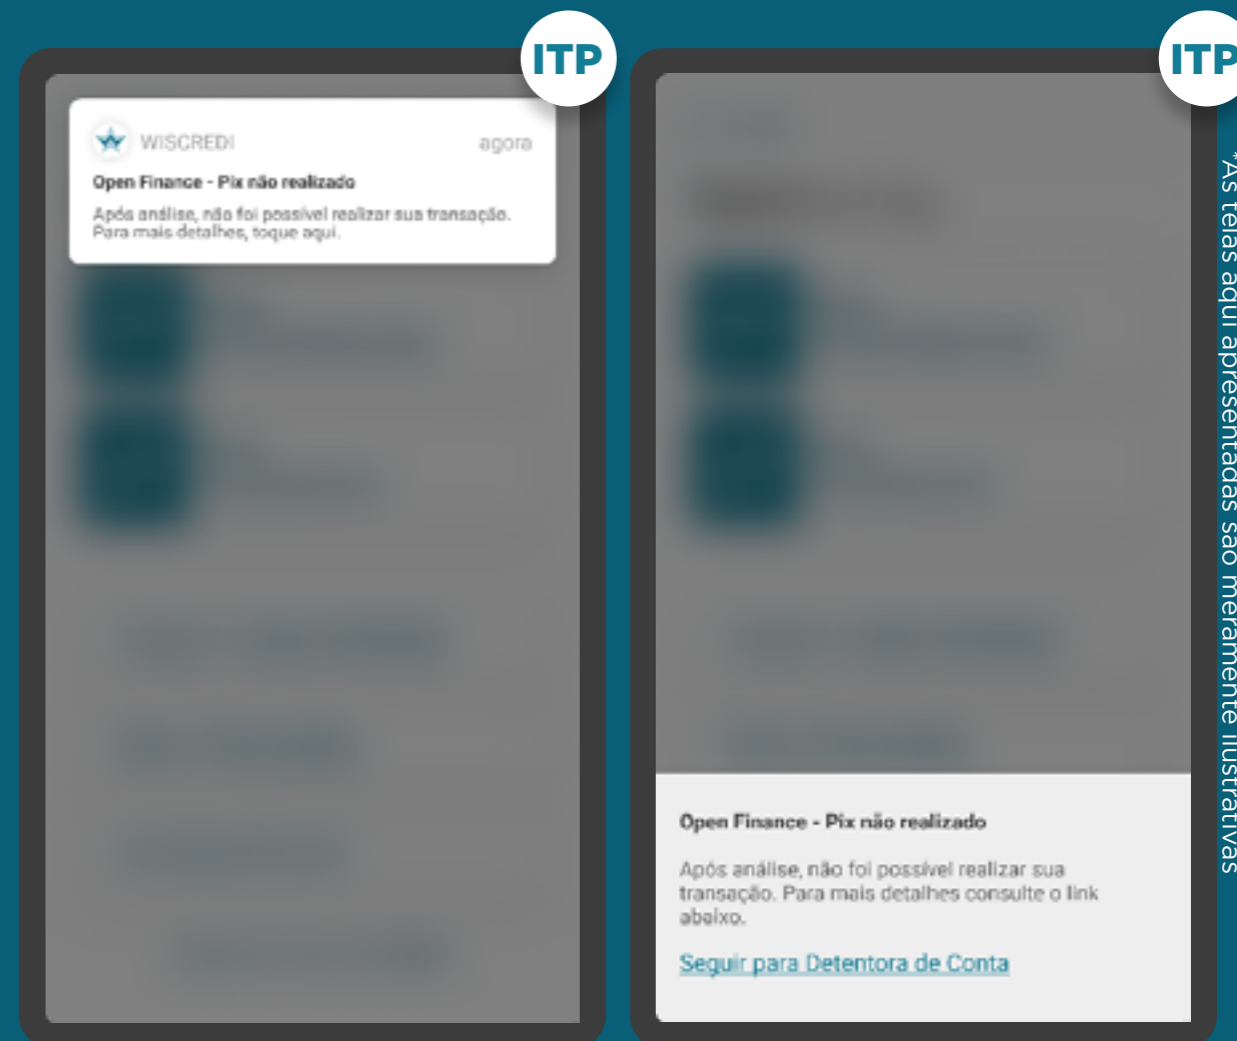 ITP
WISCREDI
agora
Open Finance - Pix não realizado
Após análise, não foi possível realizar sua transação.
Para mais detalhes, toque aqui.
ITP
Open Finance - Pix não realizado
Após análise, não foi possível realizar sua
transação. Para mais detalhes consulte o link
abaixo.
Seguir para Detentora de Conta
*As telas aqui apresentadas são meramente ilustrativas